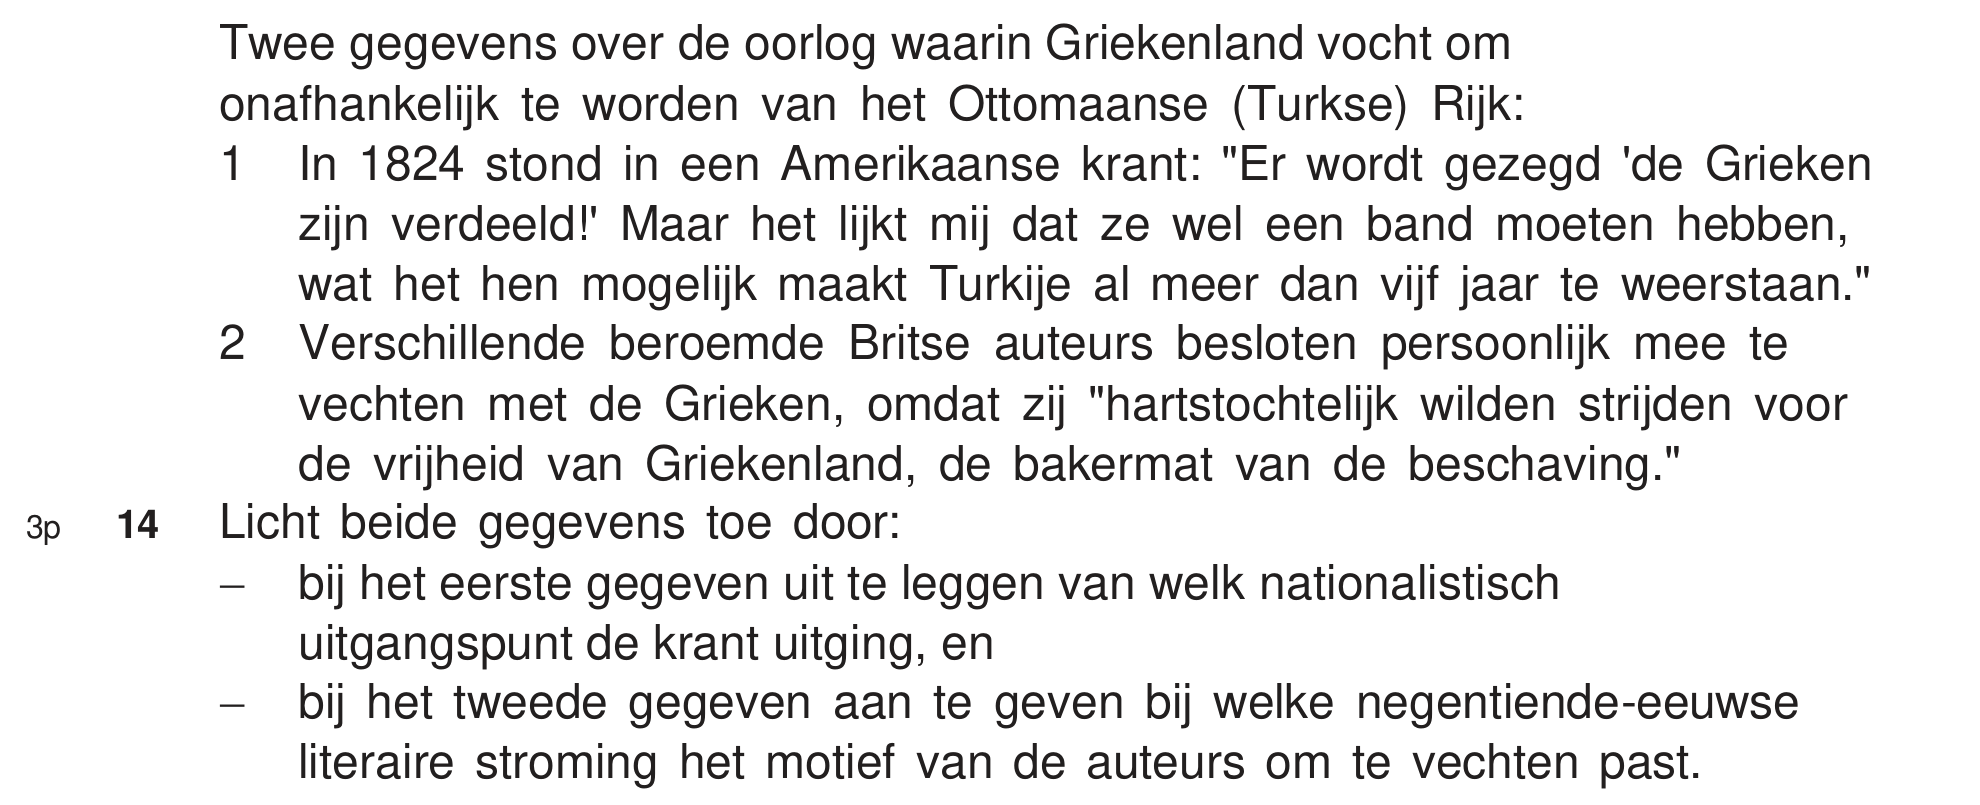 Twee gegevens over de oorlog waarin Griekenland vocht om
onafhankelijk te worden van het Ottomaanse (Turkse) Rijk:
1 In 1824 stond in een Amerikaanse krant: "Er wordt gezegd 'de Grieken
zijn verdeeld!' Maar het lijkt mij dat ze wel een band moeten hebben,
wat het hen mogelijk maakt Turkije al meer dan vijf jaar te weerstaan."
2 Verschillende beroemde Britse auteurs besloten persoonlijk mee te
vechten met de Grieken, omdat zij "hartstochtelijk wilden strijden voor
de vrijheid van Griekenland, de bakermat van de beschaving."
3p 14 Licht beide gegevens toe door:
– bij het eerste gegeven uit te leggen van welk nationalistisch
uitgangspunt de krant uitging, en
– bij het tweede gegeven aan te geven bij welke negentiende-eeuwse
literaire stroming het motief van de auteurs om te vechten past.